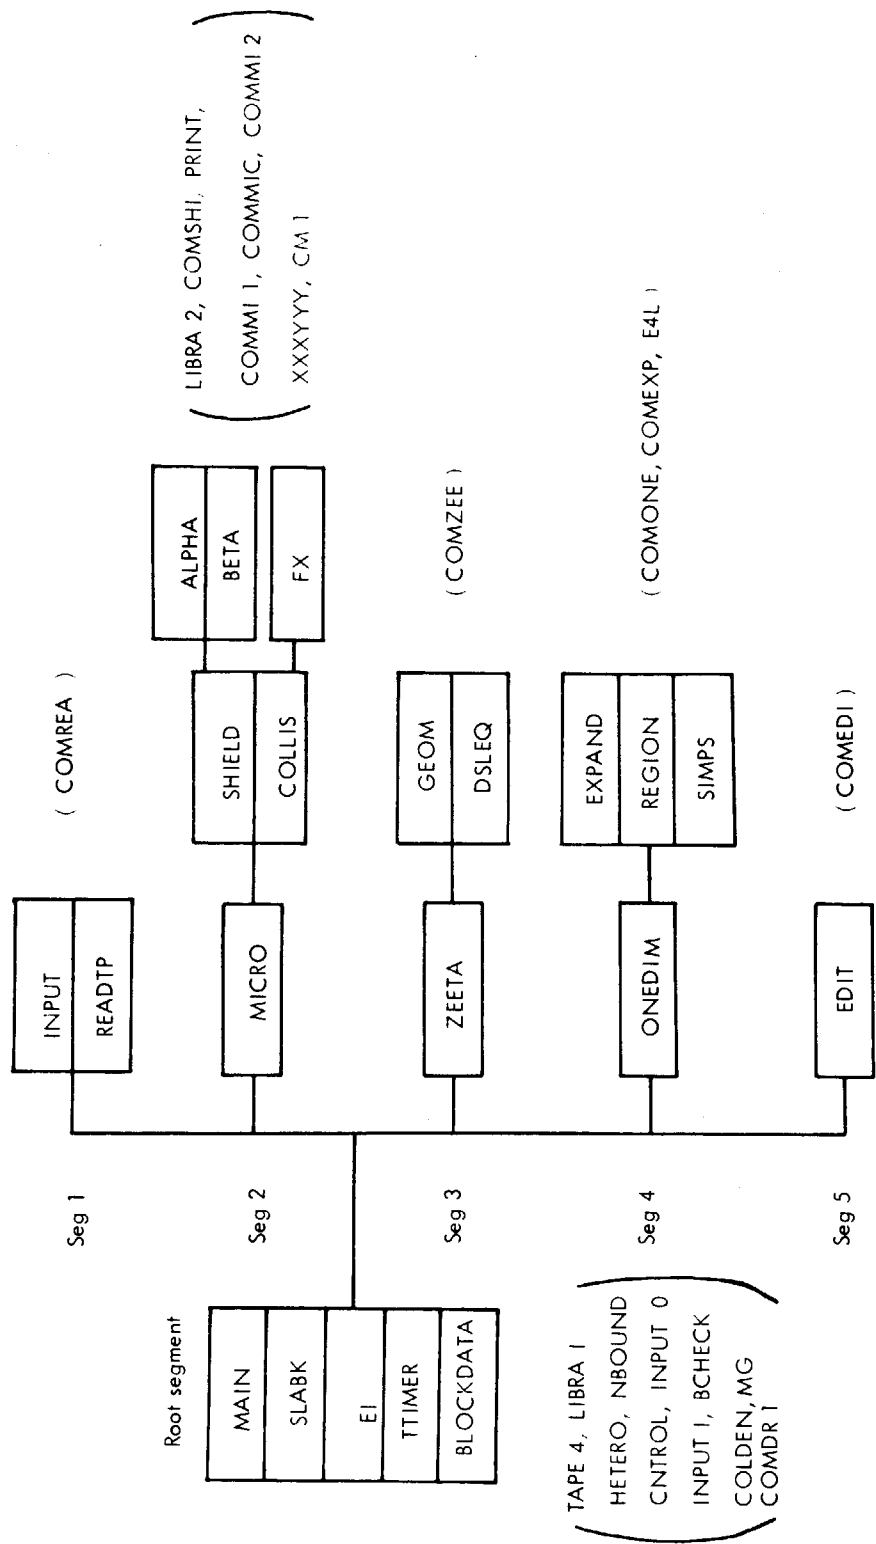 Root segment
MAIN
SLABK
EI
TTIMER
BLOCKDATA
TAPE 4, LIBRA 1
HETERO, NBOUND
CNTROL, INPUT 0
INPUT 1, BCHECK
COLDEN, MG
COMDR 1
Seg 1
INPUT
READTP
( COMREA )
Seg 2
MICRO
SHIELD
COLLIS
ALPHA
BETA
FX
LIBRA 2, COMSHI, PRINT,
COMMI 1, COMMIC, COMMI 2
XXXYYY, CM 1
Seg 3
ZEETA
GEOM
DSLEQ
( COMZEE )
Seg 4
ONEDIM
EXPAND
REGION
SIMPS
( COMONE, COMEXP, E4L )
Seg 5
EDIT
( COMEDI )